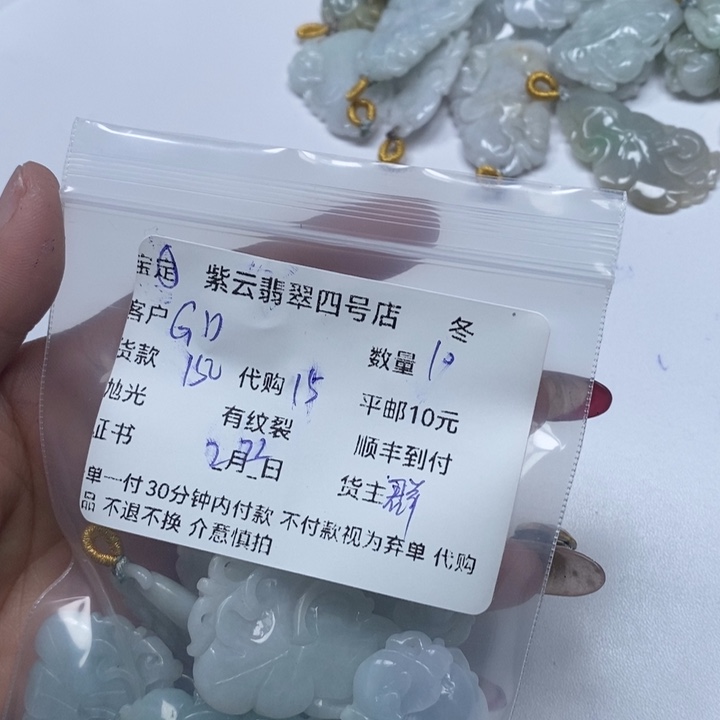 宝定 紫云翡翠四号店 冬
客户 GD 数量 10
货款 150 代购 15 平邮10元
抛光 有纹裂 顺丰到付
证书 2月22日 货主 群
单一付 30分钟内付款 不付款视为弃单 代购
品 不退不换 介意慎拍